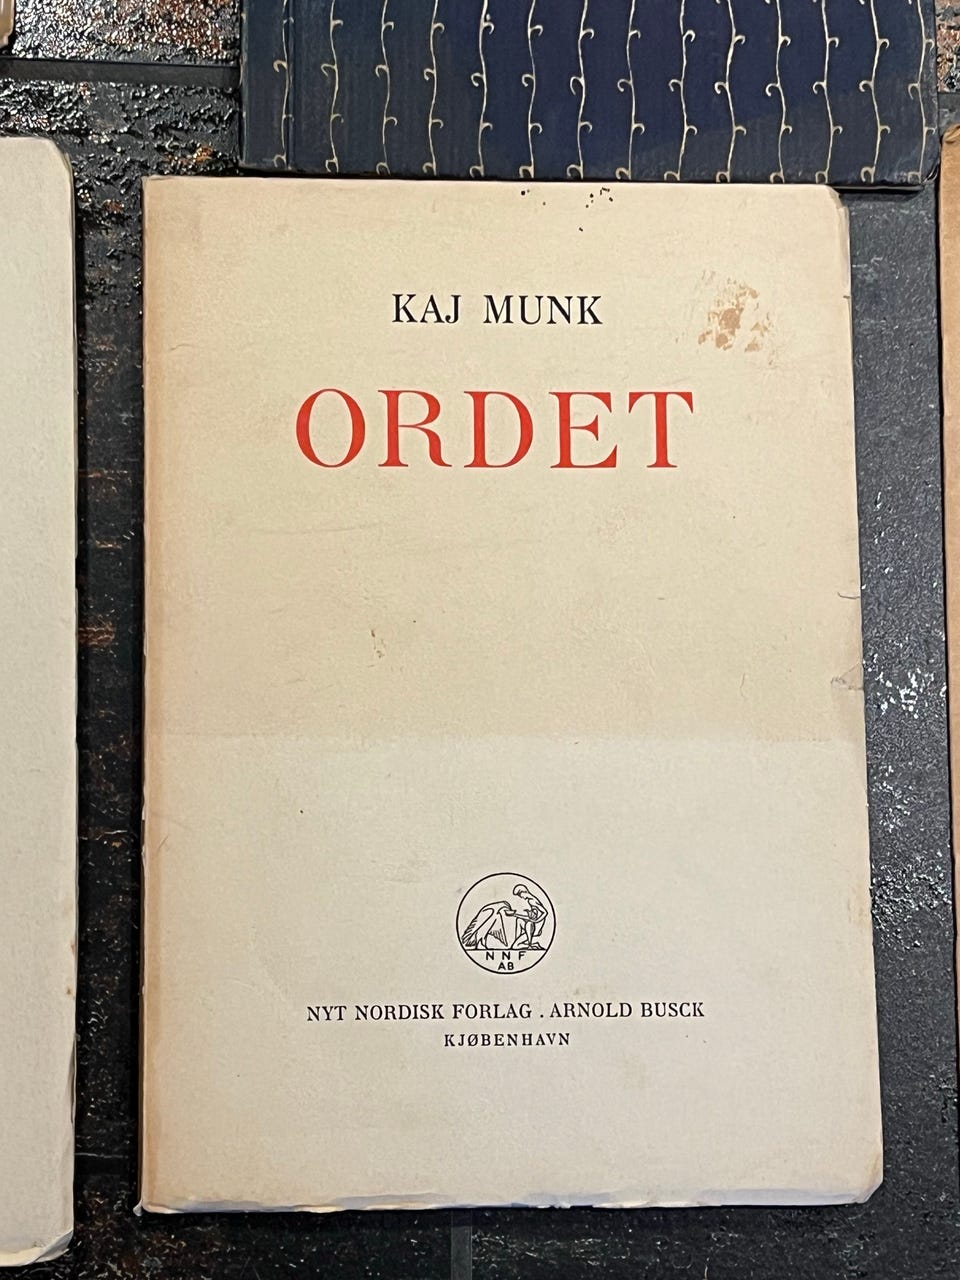 KAJ MUNK
ORDET
NNF
AB
NYT NORDISK FORLAG . ARNOLD BUSCK
KJØBENHAVN